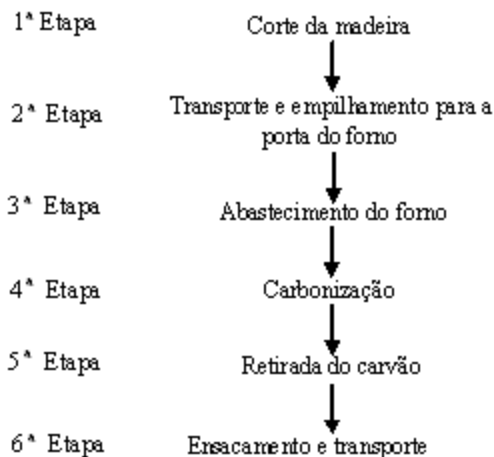 1ª Etapa Corte da madeira
2ª Etapa Transporte e empilhamento para a
porta do forno
3ª Etapa Abastecimento do forno
4ª Etapa Carbonização
5ª Etapa Retirada do carvão
6ª Etapa Ensacamento e transporte